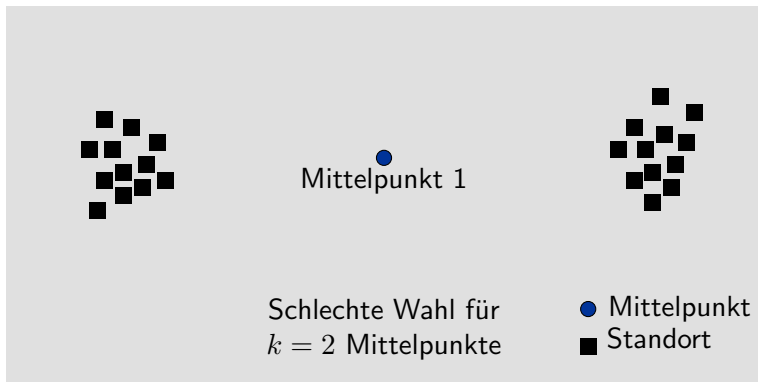 Mittelpunkt 1
Schlechte Wahl für
k = 2 Mittelpunkte
Mittelpunkt
Standort